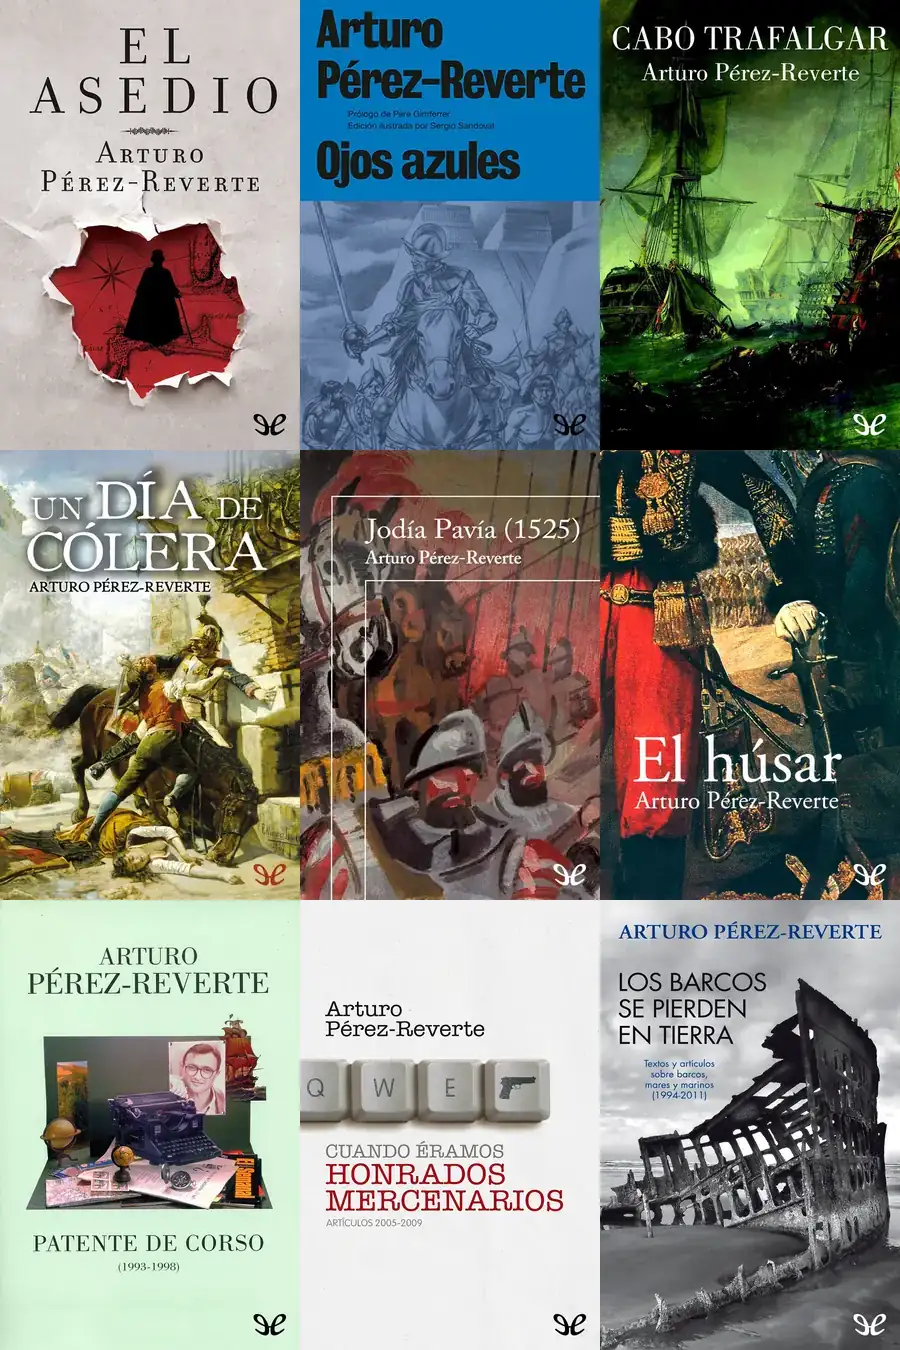 EL
ASEDIO
ARTURO
PÉREZ-REVERTE
Arturo
Pérez-Reverte
Prólogo de Pere Gimferrer
Edición ilustrada por Sergio Sandoval
Ojos azules
CABO TRAFALGAR
Arturo Pérez-Reverte
UN DÍA DE
CÓLERA
ARTURO PÉREZ-REVERTE
Jodía Pavía (1525)
Arturo Pérez-Reverte
El húsar
Arturo Pérez-Reverte
ARTURO
PÉREZ-REVERTE
PATENTE DE CORSO
(1993-1998)
Arturo
Pérez-Reverte
Q W E
CUANDO ÉRAMOS
HONRADOS
MERCENARIOS
ARTÍCULOS 2005-2009
ARTURO PÉREZ-REVERTE
LOS BARCOS
SE PIERDEN
EN TIERRA
Textos y artículos
sobre barcos,
mares y marinos
(1994-2011)